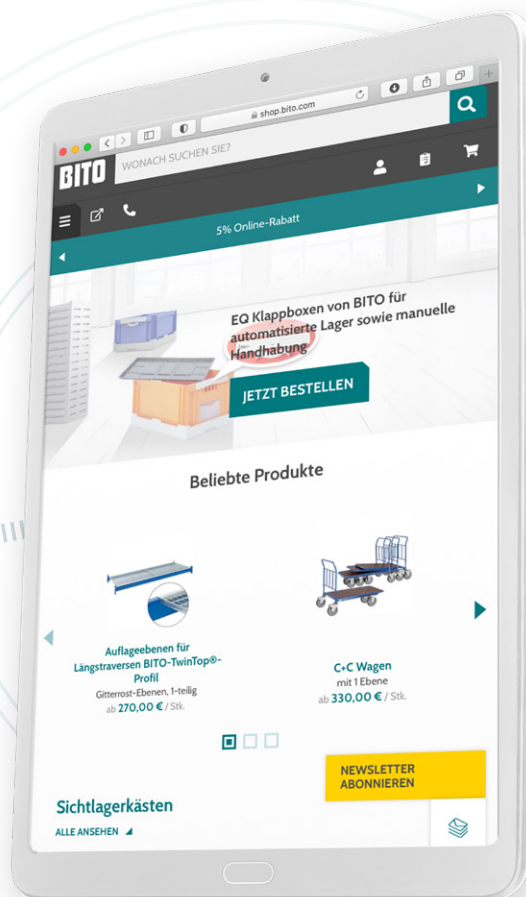 shop.bito.com
BITO
WONACH SUCHEN SIE?
5% Online-Rabatt
EQ Klappboxen von BITO für
automatisierte Lager sowie manuelle
Handhabung
JETZT BESTELLEN
Beliebte Produkte
Auflageebenen für
Längstraversen BITO-TwinTop®-
Profil
Gitterrost-Ebenen, 1-teilig
ab 270,00 € / Stk.
C+C Wagen
mit 1 Ebene
ab 330,00 € / Stk.
NEWSLETTER
ABONNIEREN
Sichtlagerkästen
ALLE ANSEHEN